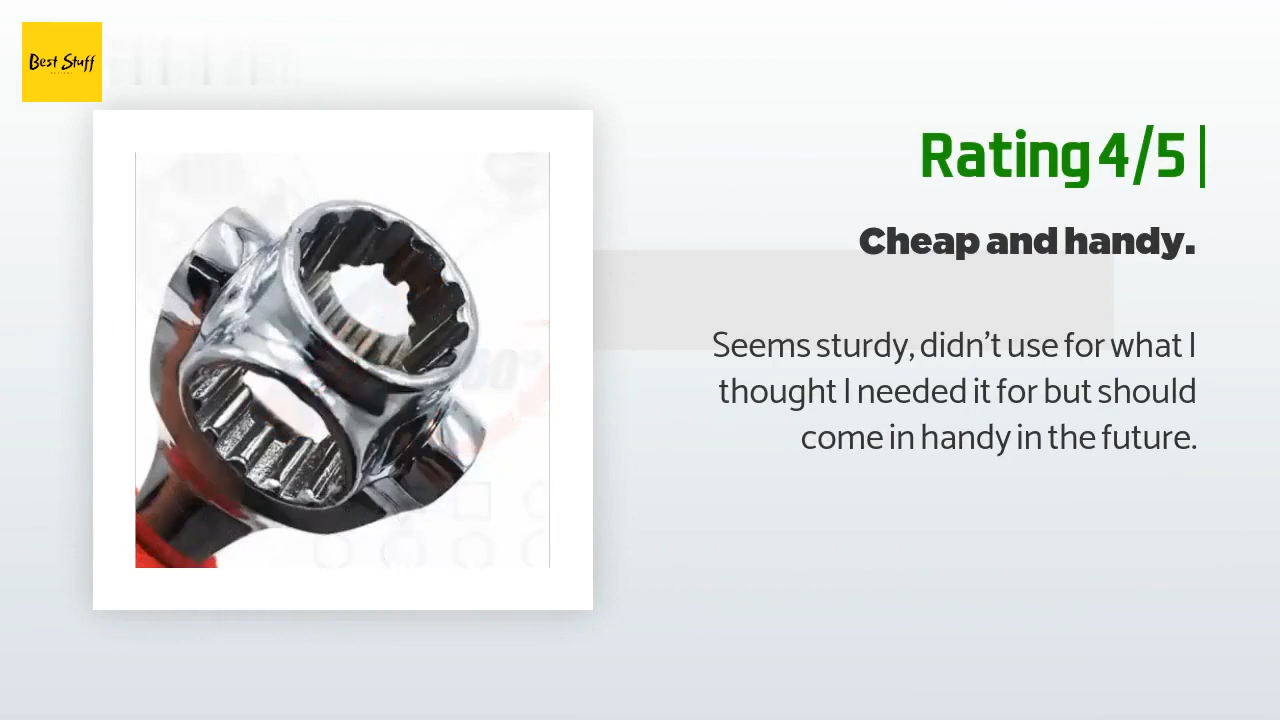 Best Stuff
Rating 4/5
Cheap and handy.
Seems sturdy, didn't use for what I
thought I needed it for but should
come in handy in the future.